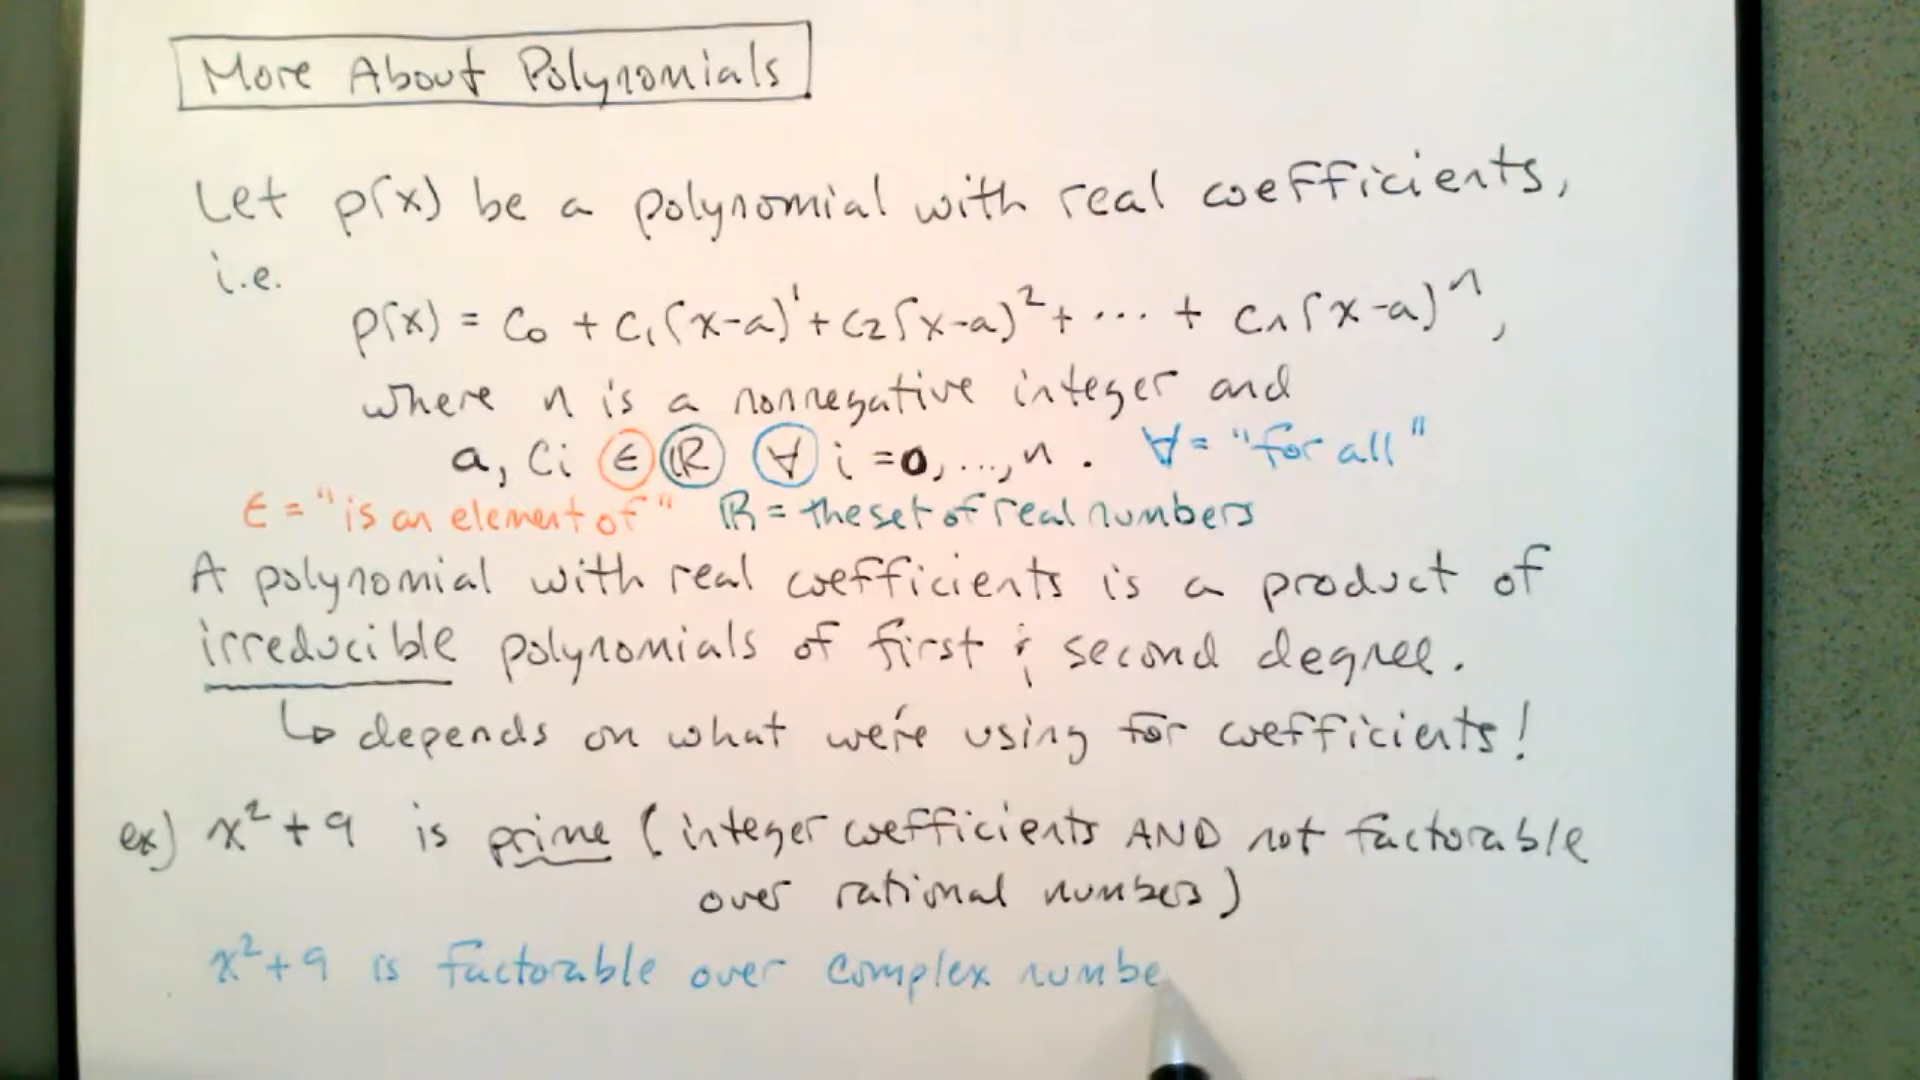 More About Polynomials
Let p(x) be a polynomial with real coefficients,
i.e.
p(x) = c₀ + c₁(x-a)¹ + c₂(x-a)² + ··· + cₙ(x-a)ⁿ,
where n is a nonnegative integer and
a, cᵢ ∈ ℝ ∀ i = 0, ..., n. ∀ = "for all"
∈ = "is an element of" ℝ = the set of real numbers
A polynomial with real coefficients is a product of
irreducible polynomials of first & second degree.
↳ depends on what we're using for coefficients!
ex) x² + 9 is prime (integer coefficients AND not factorable
over rational numbers)
x² + 9 is factorable over complex numbe